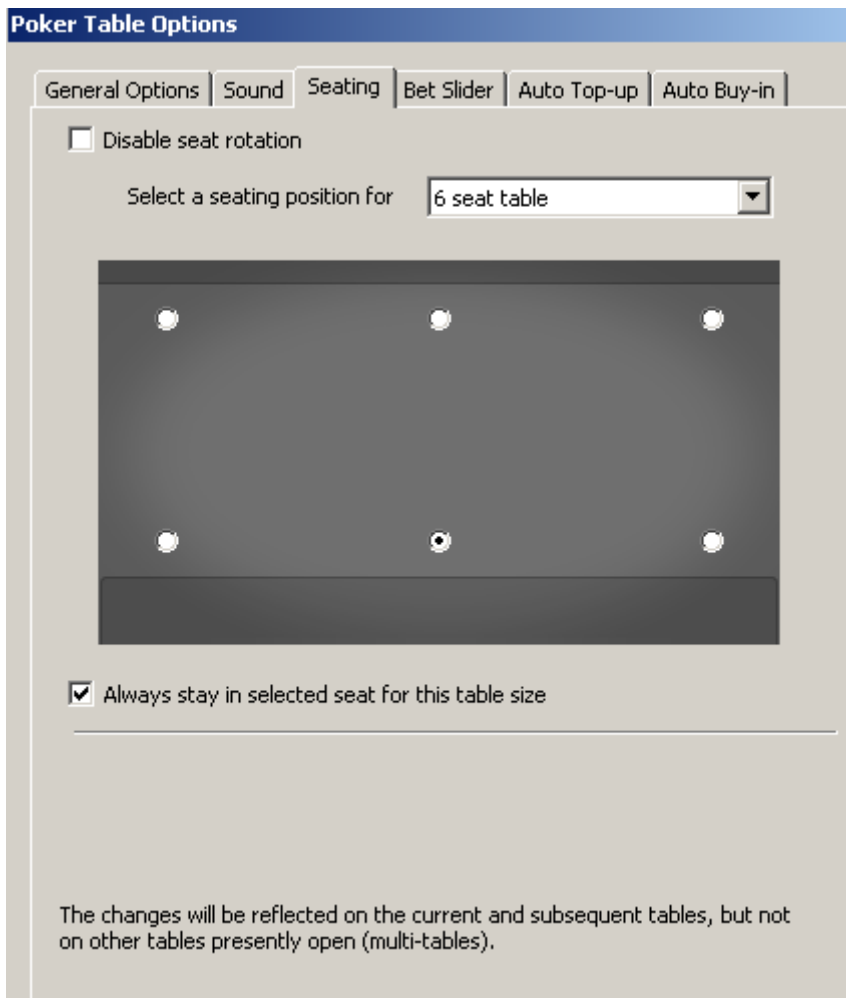 Poker Table Options
General Options Sound Seating Bet Slider Auto Top-up Auto Buy-in
Disable seat rotation
Select a seating position for 6 seat table
Always stay in selected seat for this table size
The changes will be reflected on the current and subsequent tables, but not
on other tables presently open (multi-tables).